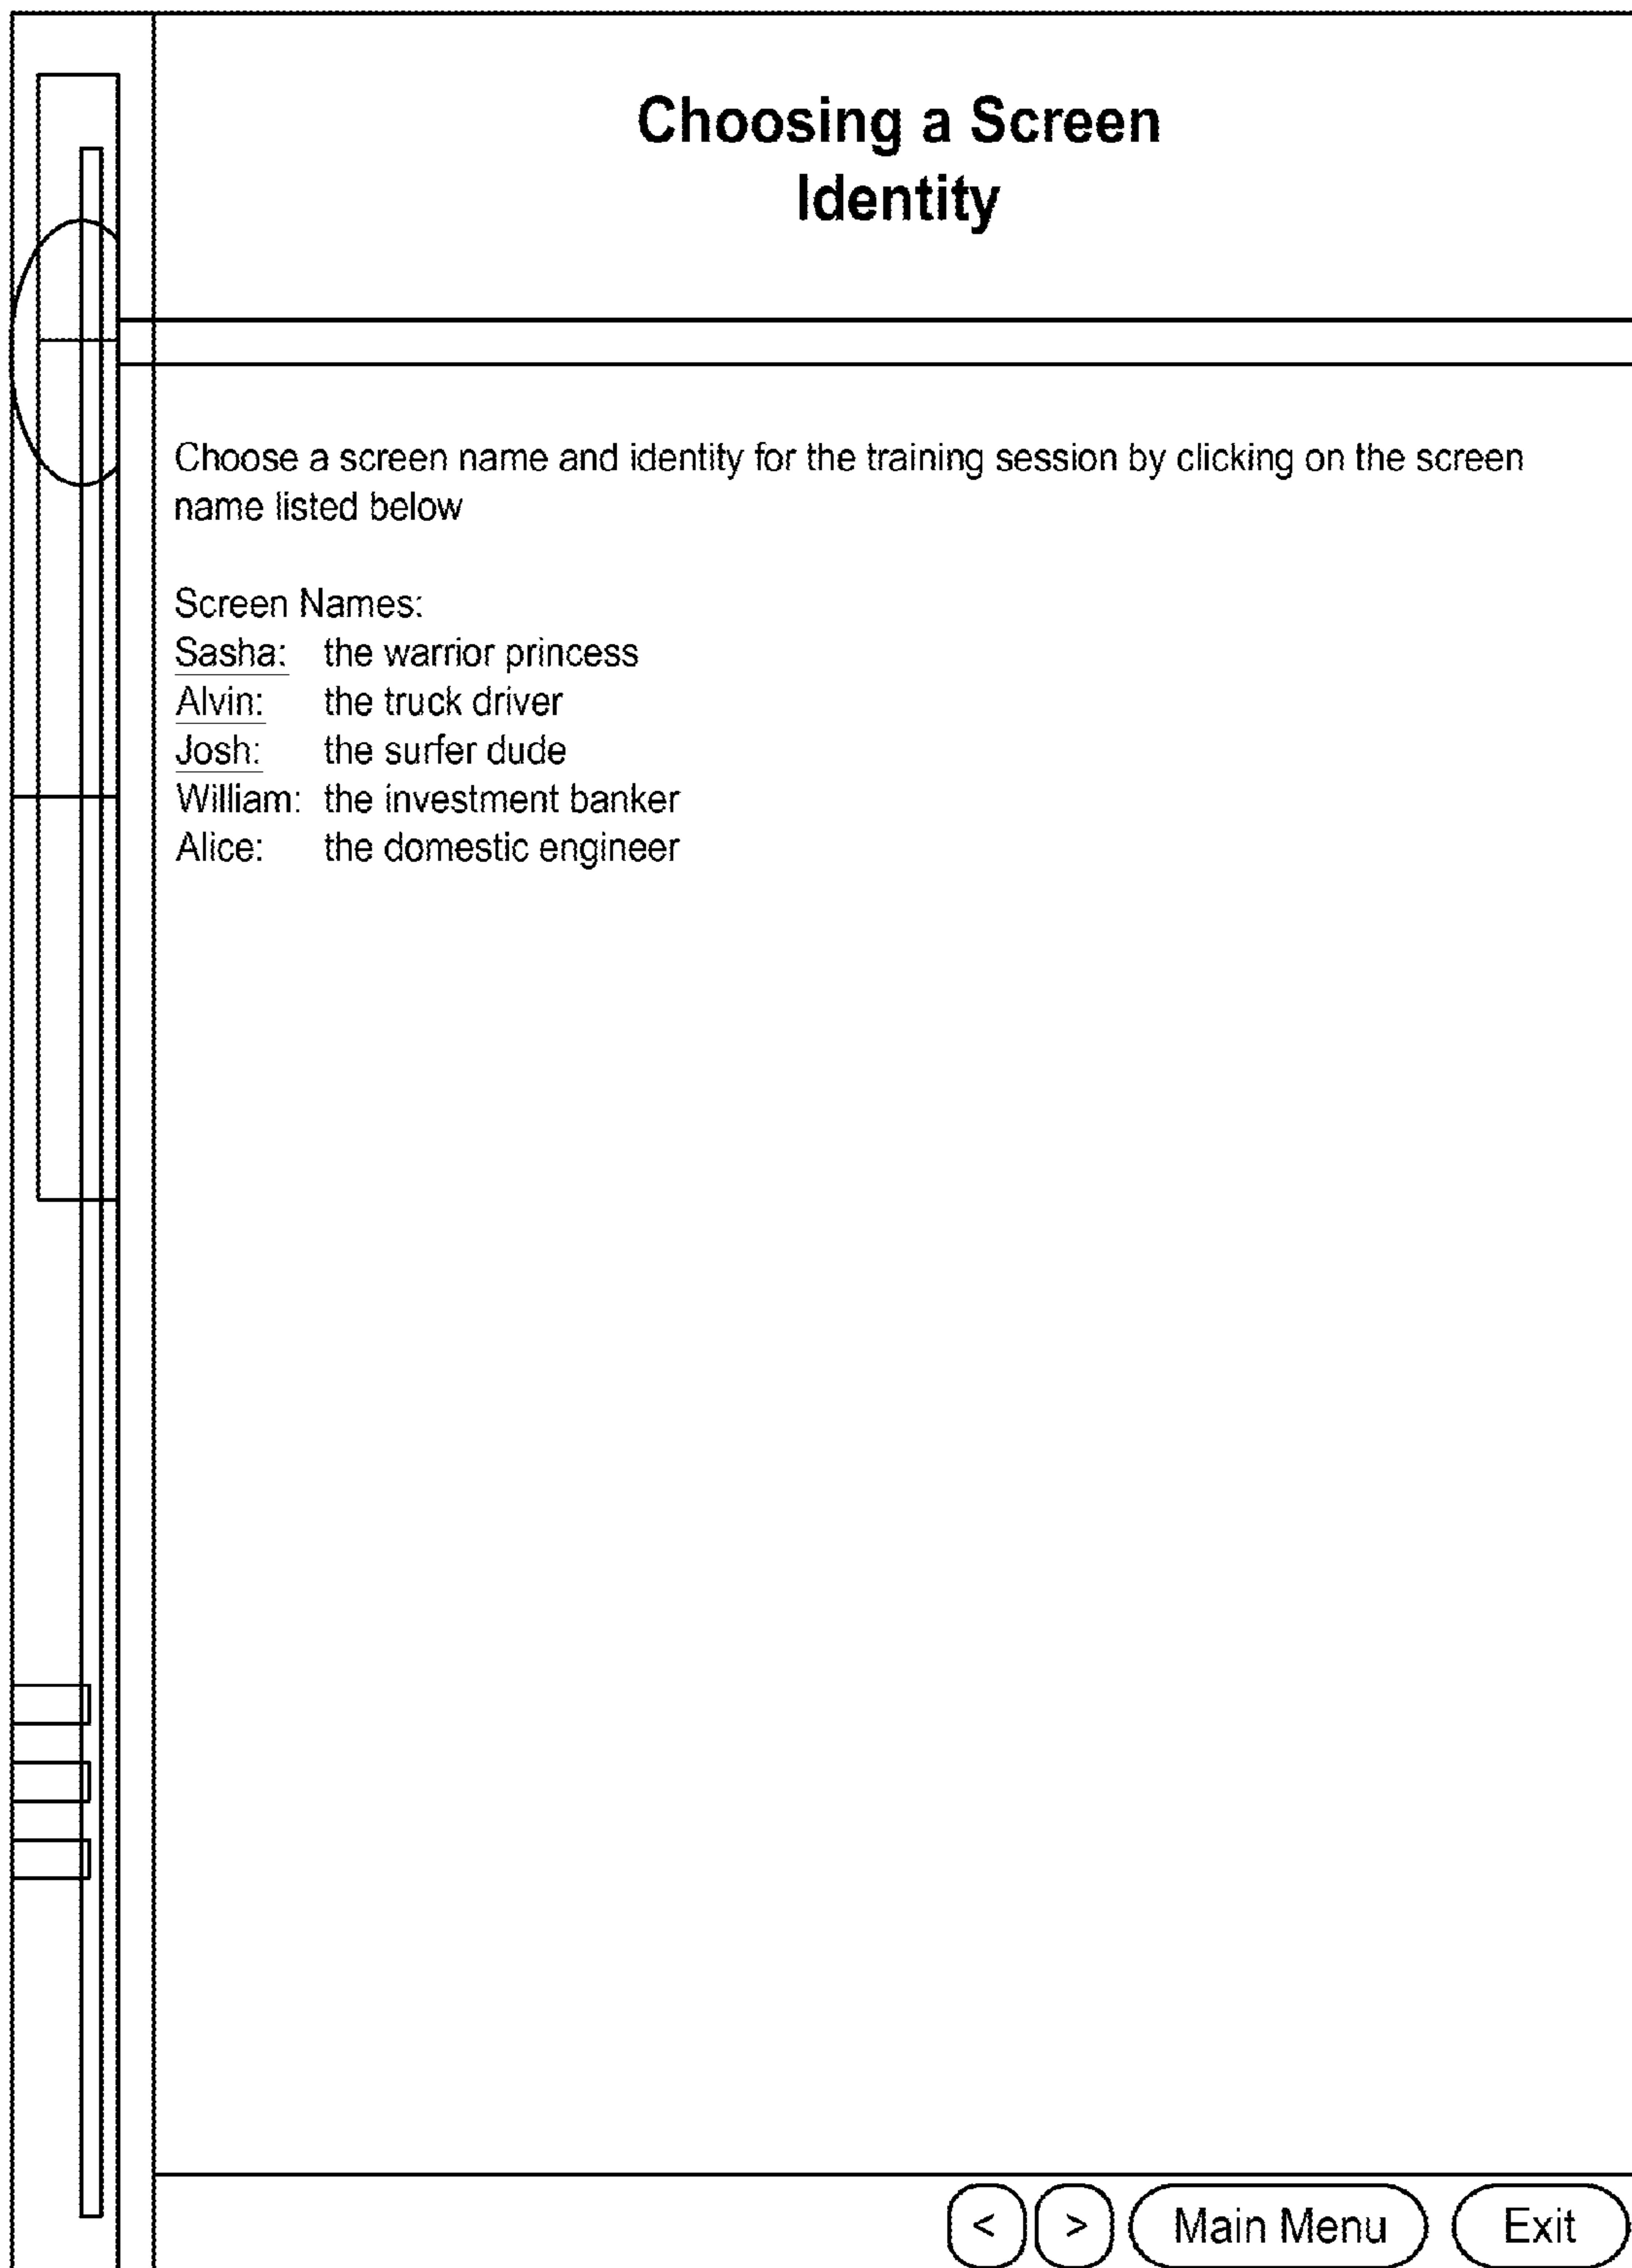 Choosing a Screen
Identity
Choose a screen name and identity for the training session by clicking on the screen
name listed below
Screen Names:
Sasha: the warrior princess
Alvin: the truck driver
Josh: the surfer dude
William: the investment banker
Alice: the domestic engineer
< > Main Menu Exit